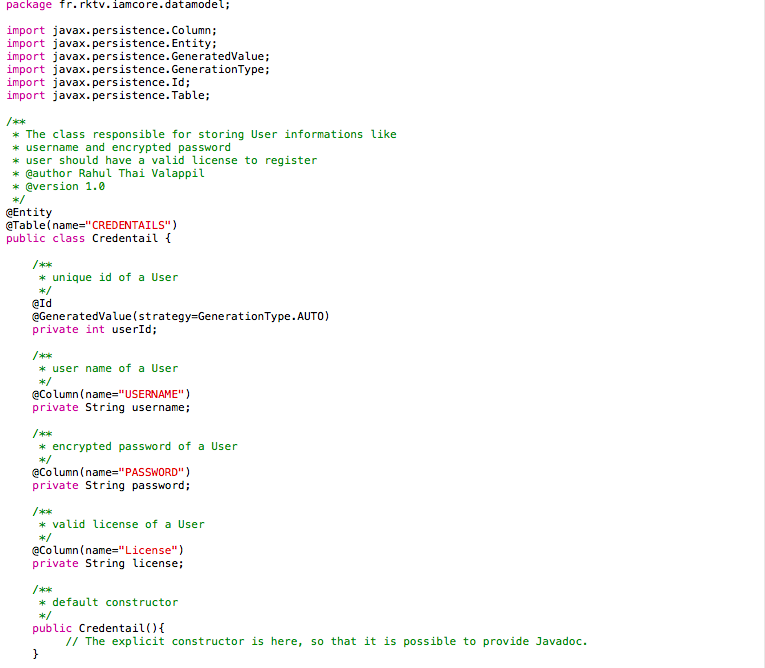 package fr.rktv.iamcore.datamodel;
import javax.persistence.Column;
import javax.persistence.Entity;
import javax.persistence.GeneratedValue;
import javax.persistence.GenerationType;
import javax.persistence.Id;
import javax.persistence.Table;
/**
* The class responsible for storing User informations like
* username and encrypted password
* user should have a valid license to register
* @author Rahul Thai Valappil
* @version 1.0
*/
@Entity
@Table(name="CREDENTAILS")
public class Credentail {
/**
* unique id of a User
*/
@Id
@GeneratedValue(strategy=GenerationType.AUTO)
private int userId;
/**
* user name of a User
*/
@Column(name="USERNAME")
private String username;
/**
* encrypted password of a User
*/
@Column(name="PASSWORD")
private String password;
/**
* valid license of a User
*/
@Column(name="License")
private String license;
/**
* default constructor
*/
public Credentail(){
// The explicit constructor is here, so that it is possible to provide Javadoc.
}